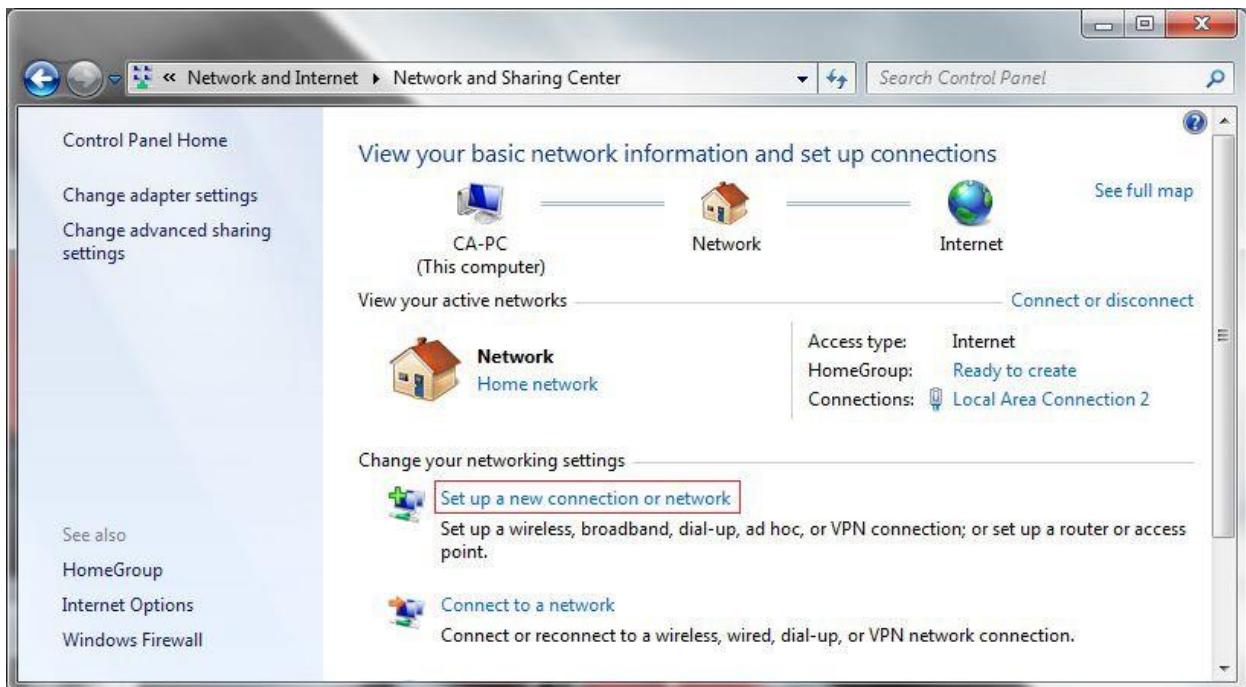 « Network and Internet ▸ Network and Sharing Center
Search Control Panel
Control Panel Home
Change adapter settings
Change advanced sharing
settings
See also
HomeGroup
Internet Options
Windows Firewall
View your basic network information and set up connections
See full map
CA-PC
(This computer)
Network
Internet
View your active networks
Connect or disconnect
Network
Home network
Access type: Internet
HomeGroup: Ready to create
Connections: Local Area Connection 2
Change your networking settings
Set up a new connection or network
Set up a wireless, broadband, dial-up, ad hoc, or VPN connection; or set up a router or access
point.
Connect to a network
Connect or reconnect to a wireless, wired, dial-up, or VPN network connection.